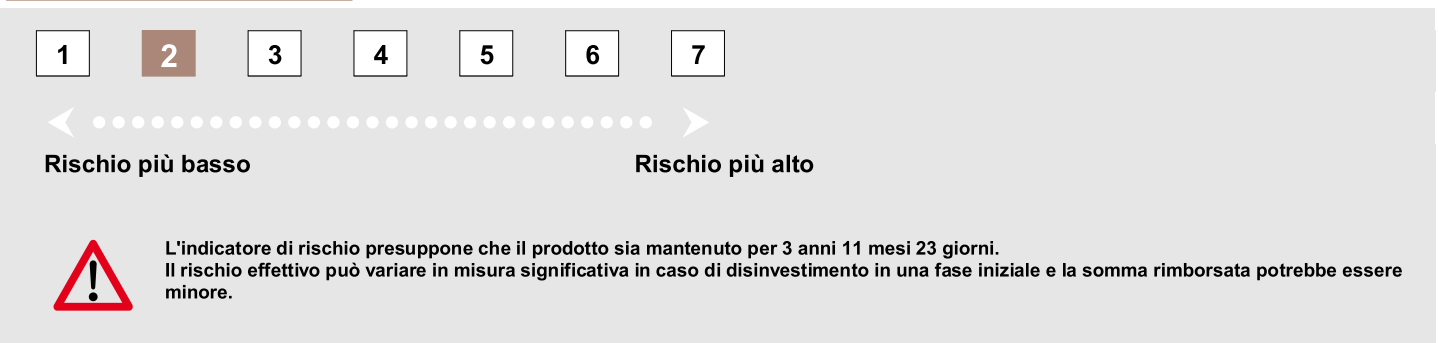 1 2 3 4 5 6 7
Rischio più basso Rischio più alto
L'indicatore di rischio presuppone che il prodotto sia mantenuto per 3 anni 11 mesi 23 giorni.
Il rischio effettivo può variare in misura significativa in caso di disinvestimento in una fase iniziale e la somma rimborsata potrebbe essere
minore.